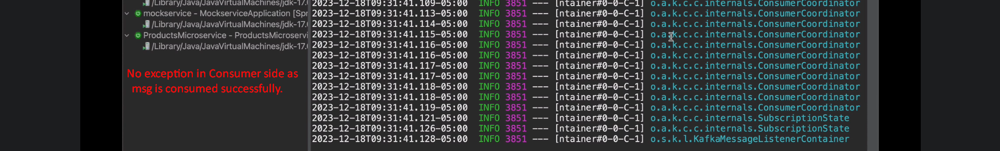 /Library/Java/JavaVirtualMachines/jdk-17.
mockservice - MockserviceApplication [Spr
/Library/Java/JavaVirtualMachines/jdk-17.
ProductsMicroservice - ProductsMicroservi
/Library/Java/JavaVirtualMachines/jdk-17.
No exception in Consumer side as
msg is consumed successfully.
2023-12-18T09:31:41.109-05:00 INFO 3851 --- [ntainer#0-0-C-1] o.a.k.c.c.internals.ConsumerCoordinator
2023-12-18T09:31:41.113-05:00 INFO 3851 --- [ntainer#0-0-C-1] o.a.k.c.c.internals.ConsumerCoordinator
2023-12-18T09:31:41.114-05:00 INFO 3851 --- [ntainer#0-0-C-1] o.a.k.c.c.internals.ConsumerCoordinator
2023-12-18T09:31:41.115-05:00 INFO 3851 --- [ntainer#0-0-C-1] o.a.k.c.c.internals.ConsumerCoordinator
2023-12-18T09:31:41.116-05:00 INFO 3851 --- [ntainer#0-0-C-1] o.a.k.c.c.internals.ConsumerCoordinator
2023-12-18T09:31:41.116-05:00 INFO 3851 --- [ntainer#0-0-C-1] o.a.k.c.c.internals.ConsumerCoordinator
2023-12-18T09:31:41.117-05:00 INFO 3851 --- [ntainer#0-0-C-1] o.a.k.c.c.internals.ConsumerCoordinator
2023-12-18T09:31:41.117-05:00 INFO 3851 --- [ntainer#0-0-C-1] o.a.k.c.c.internals.ConsumerCoordinator
2023-12-18T09:31:41.118-05:00 INFO 3851 --- [ntainer#0-0-C-1] o.a.k.c.c.internals.ConsumerCoordinator
2023-12-18T09:31:41.118-05:00 INFO 3851 --- [ntainer#0-0-C-1] o.a.k.c.c.internals.ConsumerCoordinator
2023-12-18T09:31:41.119-05:00 INFO 3851 --- [ntainer#0-0-C-1] o.a.k.c.c.internals.ConsumerCoordinator
2023-12-18T09:31:41.121-05:00 INFO 3851 --- [ntainer#0-0-C-1] o.a.k.c.c.internals.SubscriptionState
2023-12-18T09:31:41.126-05:00 INFO 3851 --- [ntainer#0-0-C-1] o.a.k.c.c.internals.SubscriptionState
2023-12-18T09:31:41.128-05:00 INFO 3851 --- [ntainer#0-0-C-1] o.s.k.l.KafkaMessageListenerContainer